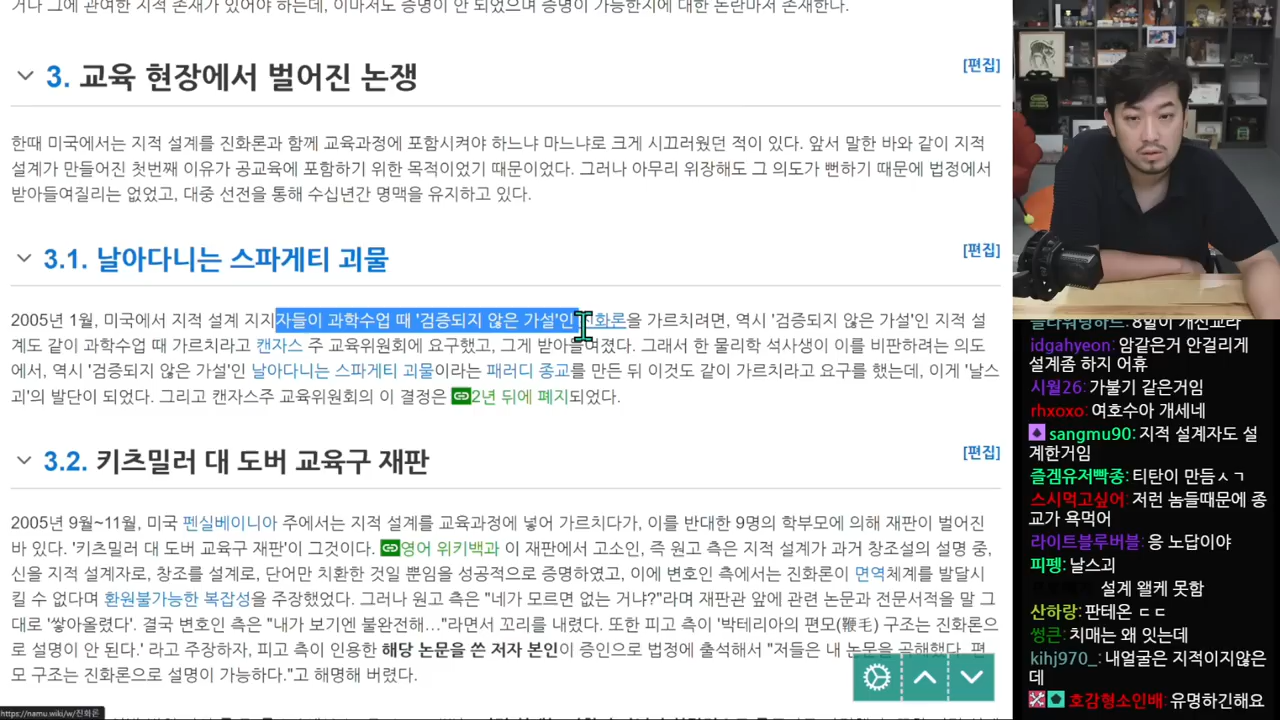 거나 그에 관여한 지적 존재가 있어야 하는데, 이마저도 증명이 안 되었으며 증명이 가능한지에 대한 논란마저 존재한다.
3. 교육 현장에서 벌어진 논쟁
[편집]
한때 미국에서는 지적 설계를 진화론과 함께 교육과정에 포함시켜야 하느냐 마느냐로 크게 시끄러웠던 적이 있다. 앞서 말한 바와 같이 지적
설계가 만들어진 첫번째 이유가 공교육에 포함하기 위한 목적이었기 때문이었다. 그러나 아무리 위장해도 그 의도가 뻔하기 때문에 법정에서
받아들여질리는 없었고, 대중 선전을 통해 수십년간 명맥을 유지하고 있다.
3.1. 날아다니는 스파게티 괴물
[편집]
2005년 1월, 미국에서 지적 설계 지지자들이 과학수업 때 '검증되지 않은 가설'인 진화론을 가르치려면, 역시 '검증되지 않은 가설'인 지적 설
계도 같이 과학수업 때 가르치라고 캔자스 주 교육위원회에 요구했고, 그게 받아들여졌다. 그래서 한 물리학 석사생이 이를 비판하려는 의도
에서, 역시 '검증되지 않은 가설'인 날아다니는 스파게티 괴물이라는 패러디 종교를 만든 뒤 이것도 같이 가르치라고 요구를 했는데, 이게 '날스
괴'의 발단이 되었다. 그리고 캔자스주 교육위원회의 이 결정은 2년 뒤에 폐지되었다.
3.2. 키츠밀러 대 도버 교육구 재판
[편집]
2005년 9월~11월, 미국 펜실베이니아 주에서는 지적 설계를 교육과정에 넣어 가르치다가, 이를 반대한 9명의 학부모에 의해 재판이 벌어진
바 있다. '키츠밀러 대 도버 교육구 재판'이 그것이다. 영어 위키백과 이 재판에서 고소인, 즉 원고 측은 지적 설계가 과거 창조설의 설명 중,
신을 지적 설계자로, 창조를 설계로, 단어만 치환한 것일 뿐임을 성공적으로 증명하였고, 이에 변호인 측에서는 진화론이 면역체계를 발달시
킬 수 없다며 환원불가능한 복잡성을 주장했었다. 그러나 원고 측은 "네가 모르면 없는 거냐?"라며 재판관 앞에 관련 논문과 전문서적을 말 그
대로 '쌓아올렸다'. 결국 변호인 측은 "내가 보기엔 불완전해..."라면서 꼬리를 내렸다. 또한 피고 측이 '박테리아의 편모(鞭毛) 구조는 진화론으
로 설명이 안 된다.' 라고 주장하자, 피고 측이 인용한 해당 논문을 쓴 저자 본인이 증인으로 법정에 출석해서 "저들은 내 논문을 곡해했다. 편
모 구조는 진화론으로 설명이 가능하다."고 해명해 버렸다.
https://namu.wiki/w/진화론
8할이 개신교라
idgahyeon: 암같은거 안걸리게
설계좀 하지 어휴
시월26: 가불기 같은거임
rhxoxo: 여호수아 개세네
sangmu90: 지적 설계자도 설
계한거임
즐겜유저빡종: 티탄이 만듬ㅅㄱ
스시먹고싶어: 저런 놈들때문에 종
교가 욕먹어
라이트블루버블: 응 노답이야
피펭: 날스괴
설계 왤케 못함
산하랑: 판테온 ㄷㄷ
썽큰: 치매는 왜 잇는데
kihj970_: 내얼굴은 지적이지않은
데
호감형소인배: 유명하긴해요